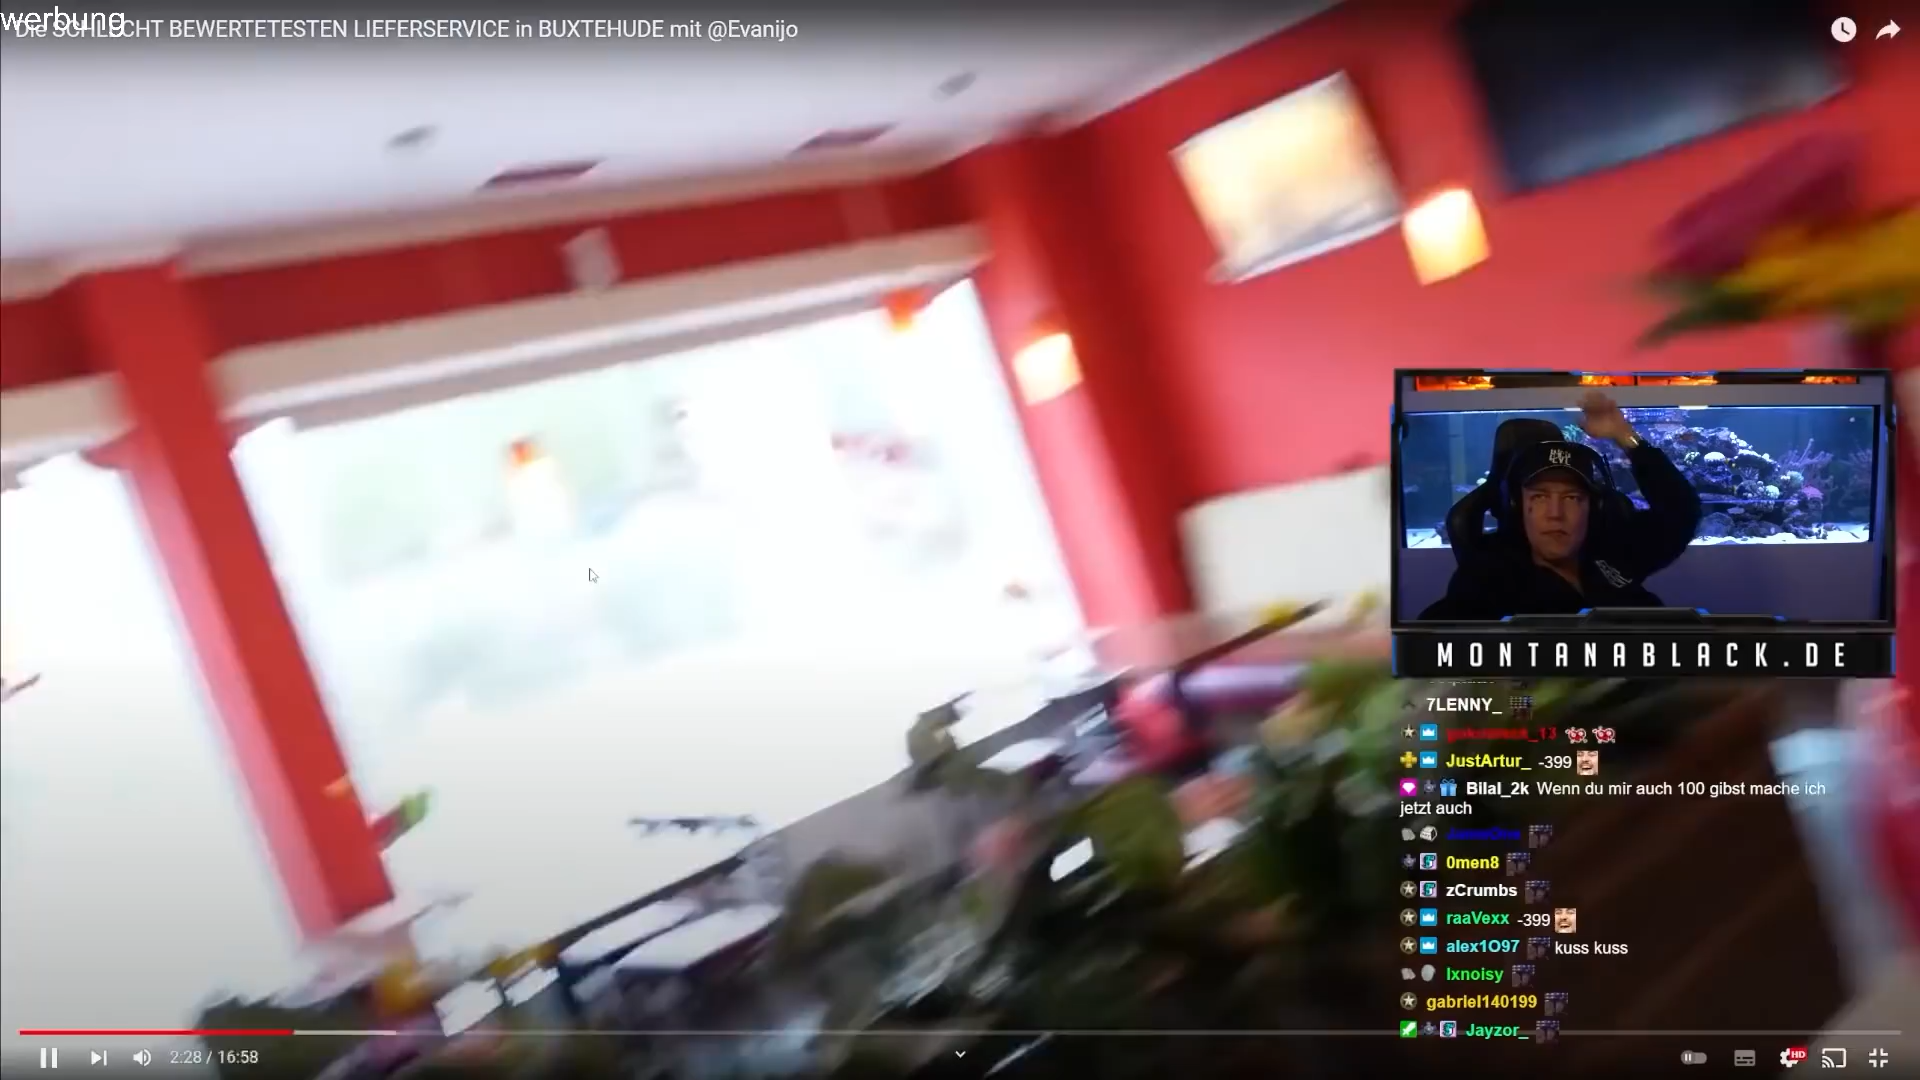 werbung
Die SCHLECHT BEWERTETESTEN LIEFERSERVICE in BUXTEHUDE mit @Evanijo
MONTANABLACK.DE
7LENNY_
JustArtur_ -399
Bilal_2k Wenn du mir auch 100 gibst mache ich
jetzt auch
0men8
zCrumbs
raaVexx -399
alex1O97 kuss kuss
Ixnoisy
gabriel140199
Jayzor_
2:28 / 16:58
HD